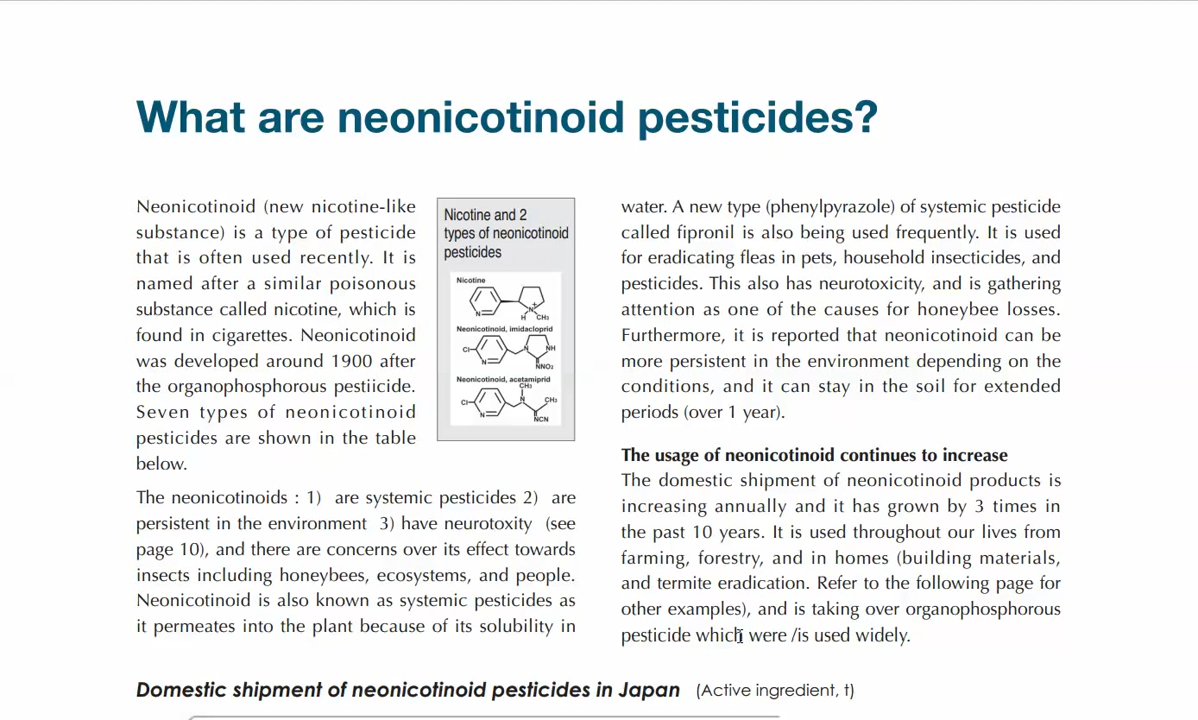 What are neonicotinoid pesticides?
Neonicotinoid (new nicotine-like
substance) is a type of pesticide
that is often used recently. It is
named after a similar poisonous
substance called nicotine, which is
found in cigarettes. Neonicotinoid
was developed around 1900 after
the organophosphorous pestiicide.
Seven types of neonicotinoid
pesticides are shown in the table
below.
Nicotine and 2
types of neonicotinoid
pesticides
Nicotine
N
N
+
H
CH₃
Neonicotinoid, imidacloprid
Cl
N
N
NH
NNO₂
Neonicotinoid, acetamiprid
CH₃
Cl
N
N
CH₃
NCN
The neonicotinoids : 1) are systemic pesticides 2) are
persistent in the environment 3) have neurotoxity (see
page 10), and there are concerns over its effect towards
insects including honeybees, ecosystems, and people.
Neonicotinoid is also known as systemic pesticides as
it permeates into the plant because of its solubility in
water. A new type (phenylpyrazole) of systemic pesticide
called fipronil is also being used frequently. It is used
for eradicating fleas in pets, household insecticides, and
pesticides. This also has neurotoxicity, and is gathering
attention as one of the causes for honeybee losses.
Furthermore, it is reported that neonicotinoid can be
more persistent in the environment depending on the
conditions, and it can stay in the soil for extended
periods (over 1 year).
The usage of neonicotinoid continues to increase
The domestic shipment of neonicotinoid products is
increasing annually and it has grown by 3 times in
the past 10 years. It is used throughout our lives from
farming, forestry, and in homes (building materials,
and termite eradication. Refer to the following page for
other examples), and is taking over organophosphorous
pesticide which were /is used widely.
Domestic shipment of neonicotinoid pesticides in Japan (Active ingredient, t)